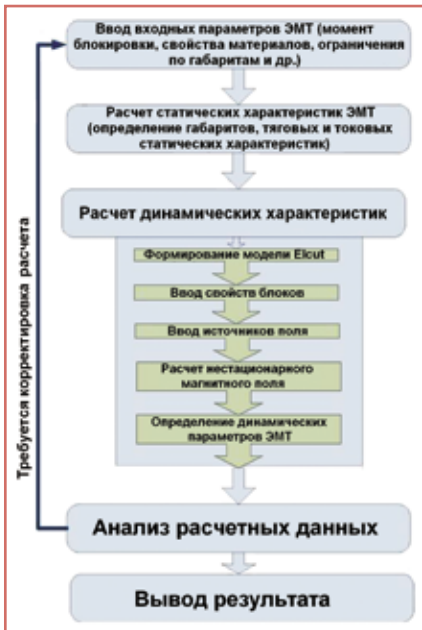 Ввод входных параметров ЭМТ (момент
блокировки, свойства материалов, ограничения
по габаритам и др.)
Расчет статических характеристик ЭМТ
(определение габаритов, тяговых и токовых
статических характеристик)
Расчет динамических характеристик
Формирование модели Elcut
Ввод свойств блоков
Ввод источников поля
Расчет нестационарного
магнитного поля
Определение динамических
параметров ЭМТ
Анализ расчетных данных
Вывод результата
Требуется корректировка расчета